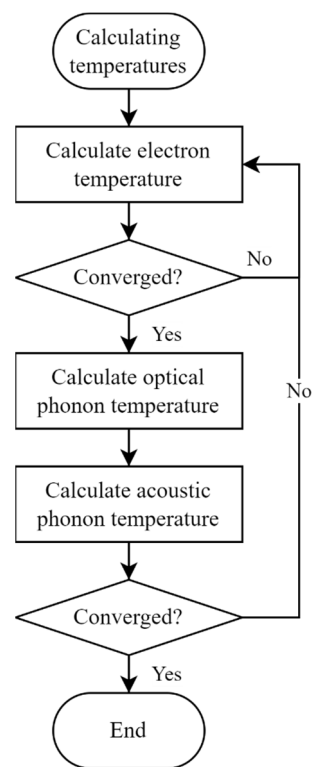 Calculating
temperatures
Calculate electron
temperature
Converged?
No
Yes
Calculate optical
phonon temperature
No
Calculate acoustic
phonon temperature
Converged?
Yes
End